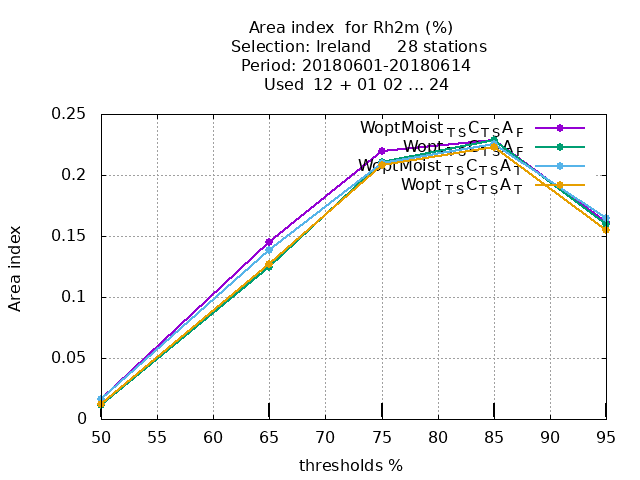 Area index  for Rh2m (%)
Selection: Ireland     28 stations
Period: 20180601-20180614
Used  12 + 01 02 ... 24
WoptMoist TS C TS A F
Wopt TS C TS A F
WoptMoist TS C TS A T
Wopt TS C TS A T
Area index
0.25
0.2
0.15
0.1
0.05
0
50 55 60 65 70 75 80 85 90 95
thresholds %